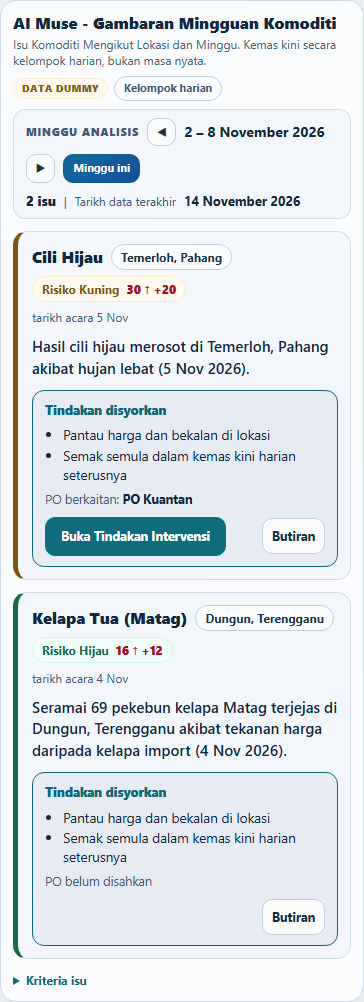 AI Muse - Gambaran Mingguan Komoditi
Isu Komoditi Mengikut Lokasi dan Minggu. Kemas kini secara
kelompok harian, bukan masa nyata.
DATA DUMMY Kelompok harian
MINGGU ANALISIS ◀ 2 – 8 November 2026
▶ Minggu ini
2 isu | Tarikh data terakhir 14 November 2026
Cili Hijau Temerloh, Pahang
Risiko Kuning 30 ↑ +20
tarikh acara 5 Nov
Hasil cili hijau merosot di Temerloh, Pahang
akibat hujan lebat (5 Nov 2026).
Tindakan disyorkan
• Pantau harga dan bekalan di lokasi
• Semak semula dalam kemas kini harian
seterusnya
PO berkaitan: PO Kuantan
Buka Tindakan Intervensi Butiran
Kelapa Tua (Matag) Dungun, Terengganu
Risiko Hijau 16 ↑ +12
tarikh acara 4 Nov
Seramai 69 pekebun kelapa Matag terjejas di
Dungun, Terengganu akibat tekanan harga
daripada kelapa import (4 Nov 2026).
Tindakan disyorkan
• Pantau harga dan bekalan di lokasi
• Semak semula dalam kemas kini harian
seterusnya
PO belum disahkan
Butiran
▶ Kriteria isu